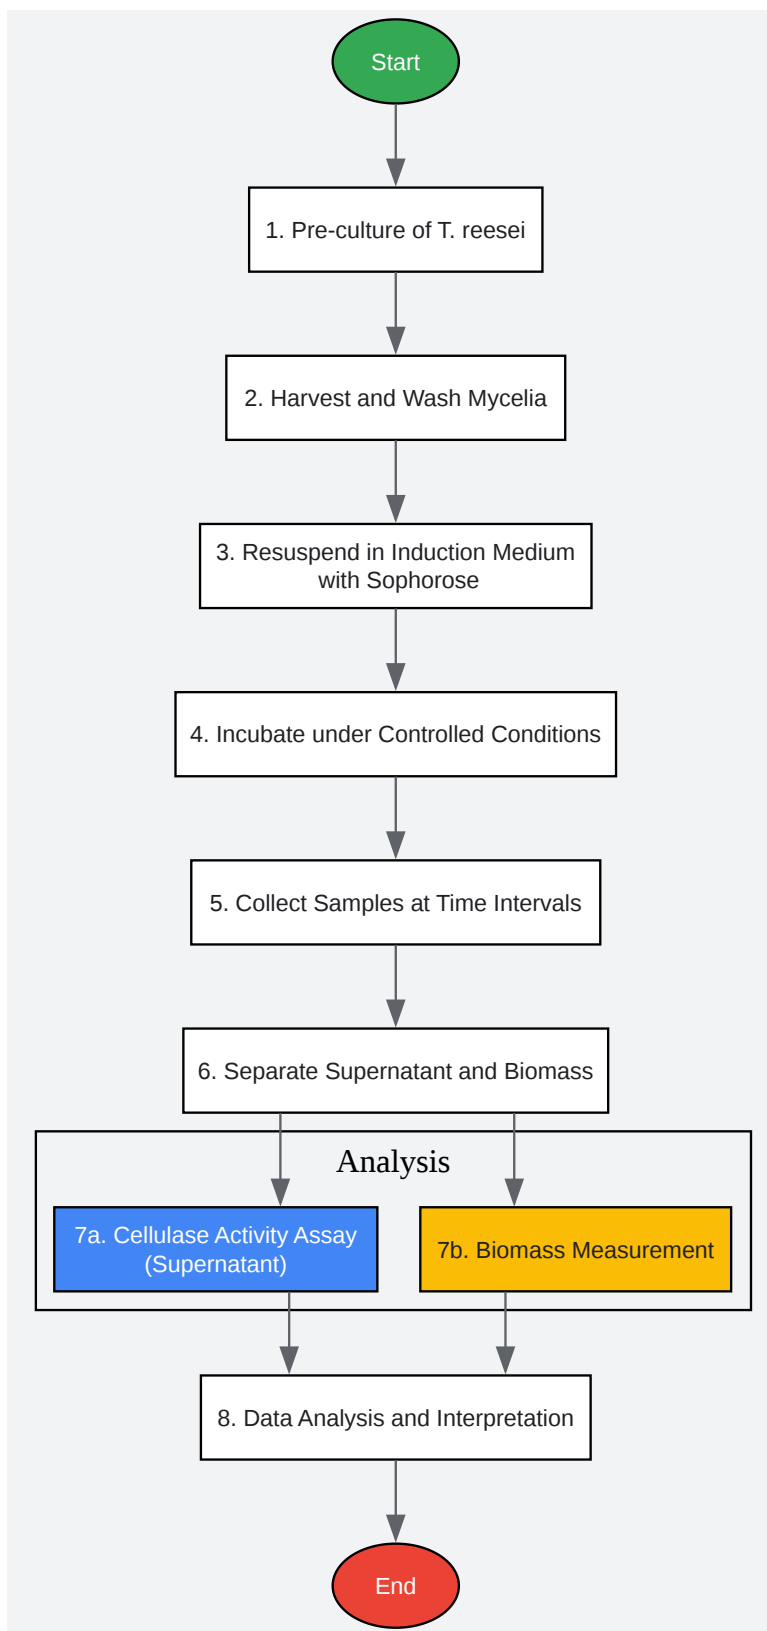 Start
1. Pre-culture of T. reesei
2. Harvest and Wash Mycelia
3. Resuspend in Induction Medium
with Sophorose
4. Incubate under Controlled Conditions
5. Collect Samples at Time Intervals
6. Separate Supernatant and Biomass
Analysis
7a. Cellulase Activity Assay
(Supernatant)
7b. Biomass Measurement
8. Data Analysis and Interpretation
End